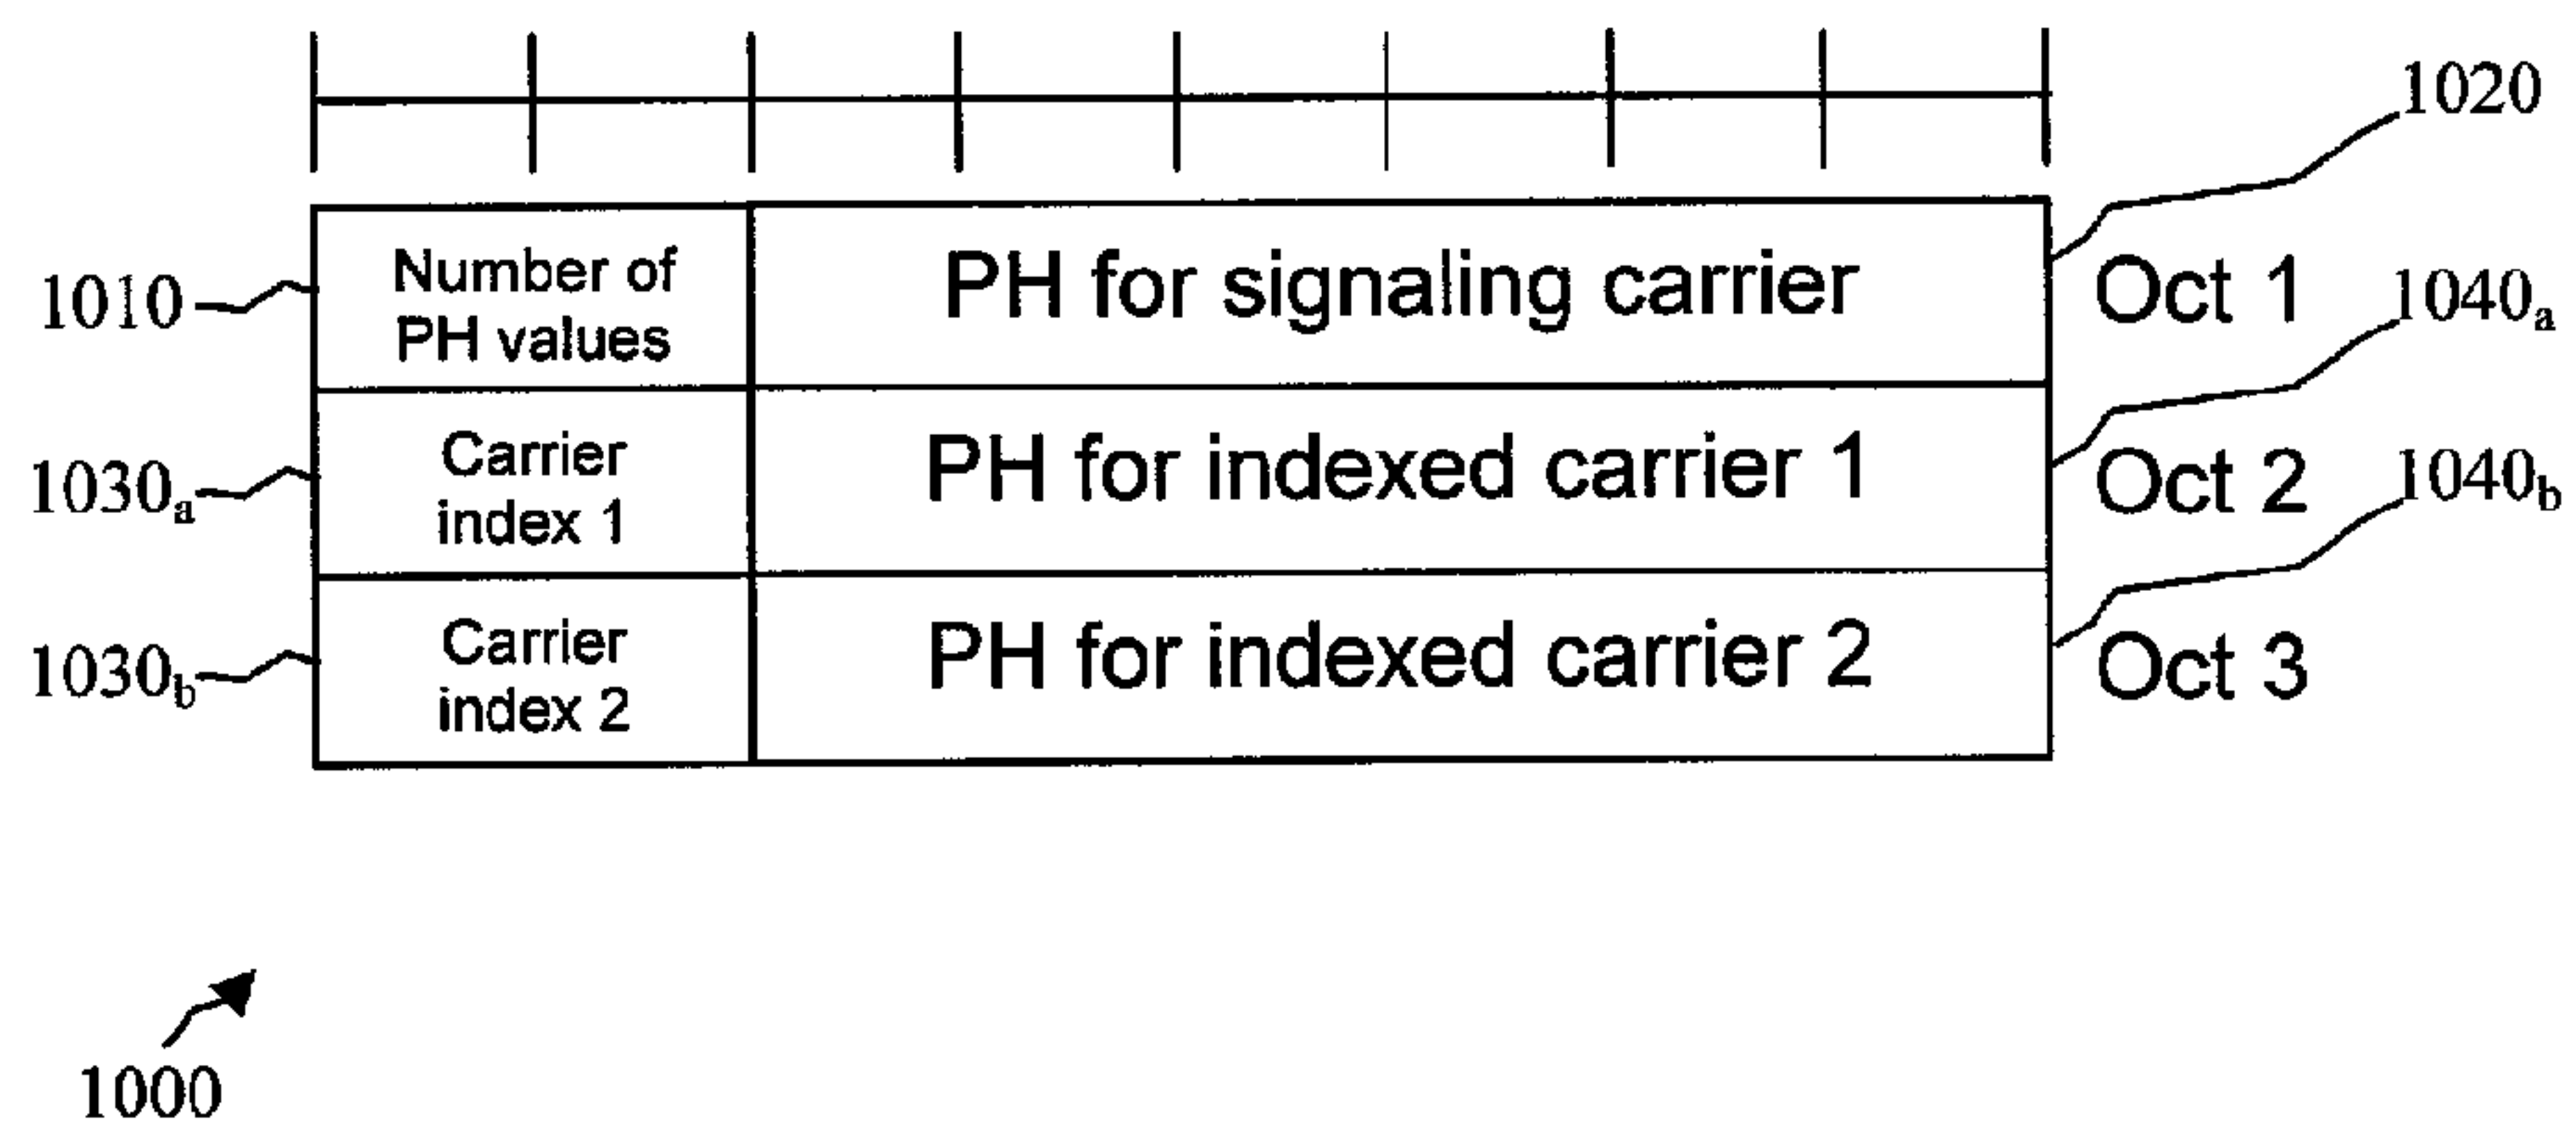 1020
1010
Number of
PH values
PH for signaling carrier
Oct 1
1040a
1030a
Carrier
index 1
PH for indexed carrier 1
Oct 2
1040b
1030b
Carrier
index 2
PH for indexed carrier 2
Oct 3
1000